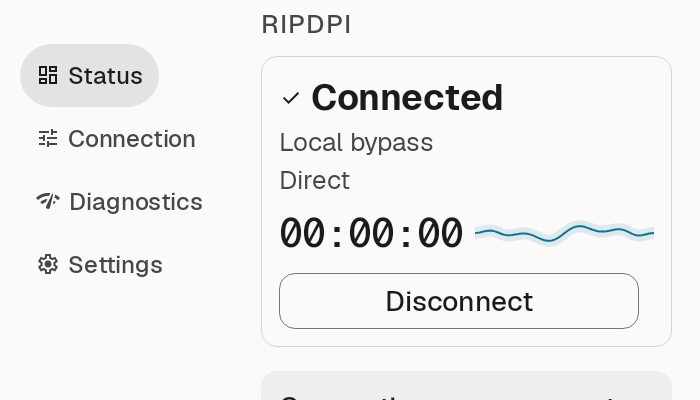 RIPDPI
Status
Connection
Diagnostics
Settings
Connected
Local bypass
Direct
00:00:00
Disconnect